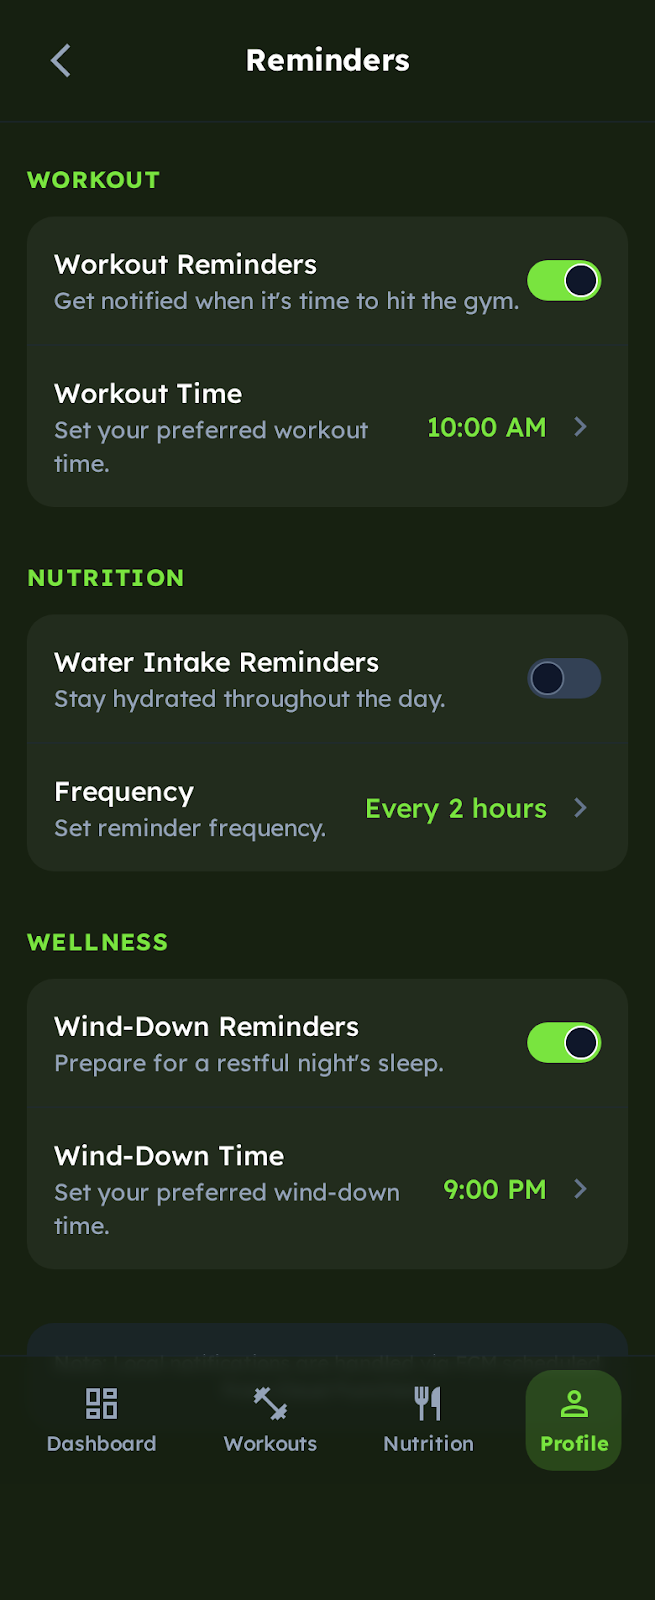 Reminders
WORKOUT
Workout Reminders
Get notified when it's time to hit the gym.
Workout Time
Set your preferred workout
time.
10:00 AM
NUTRITION
Water Intake Reminders
Stay hydrated throughout the day.
Frequency
Set reminder frequency.
Every 2 hours
WELLNESS
Wind-Down Reminders
Prepare for a restful night's sleep.
Wind-Down Time
Set your preferred wind-down
time.
9:00 PM
Dashboard
Workouts
Nutrition
Profile